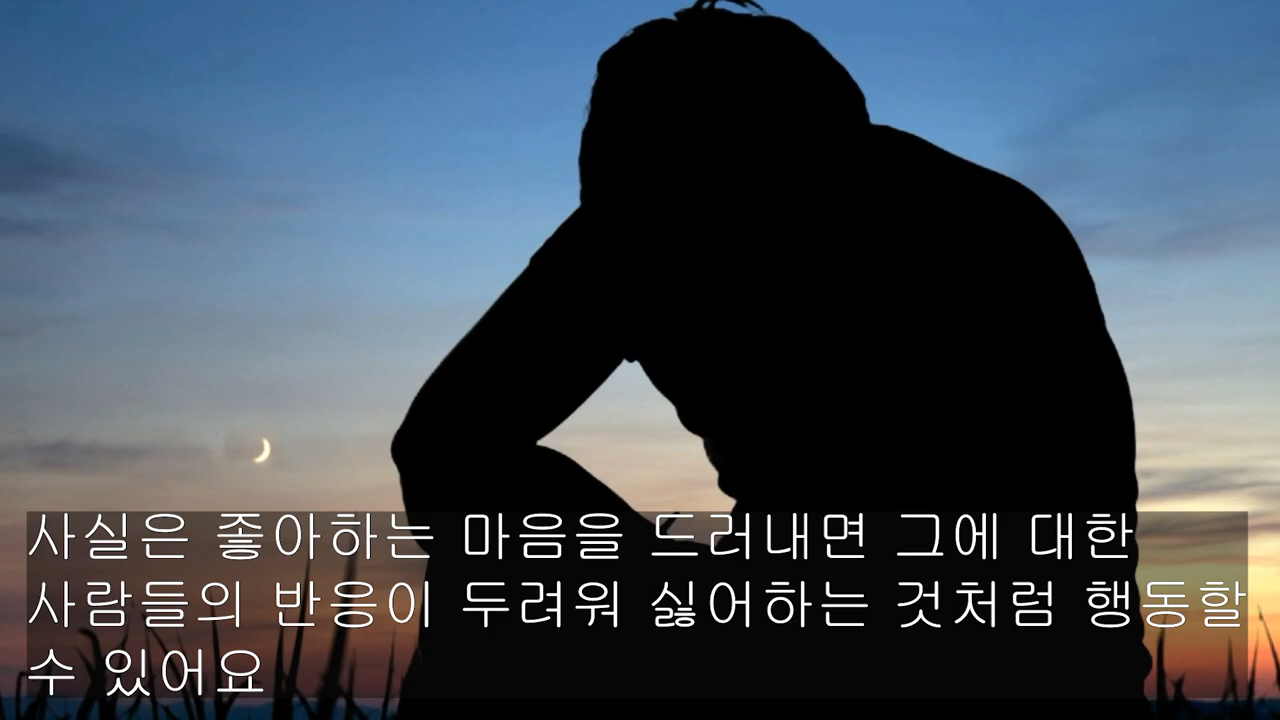 사실은 좋아하는 마음을 드러내면 그에 대한
사람들의 반응이 두려워 싫어하는 것처럼 행동할
수 있어요